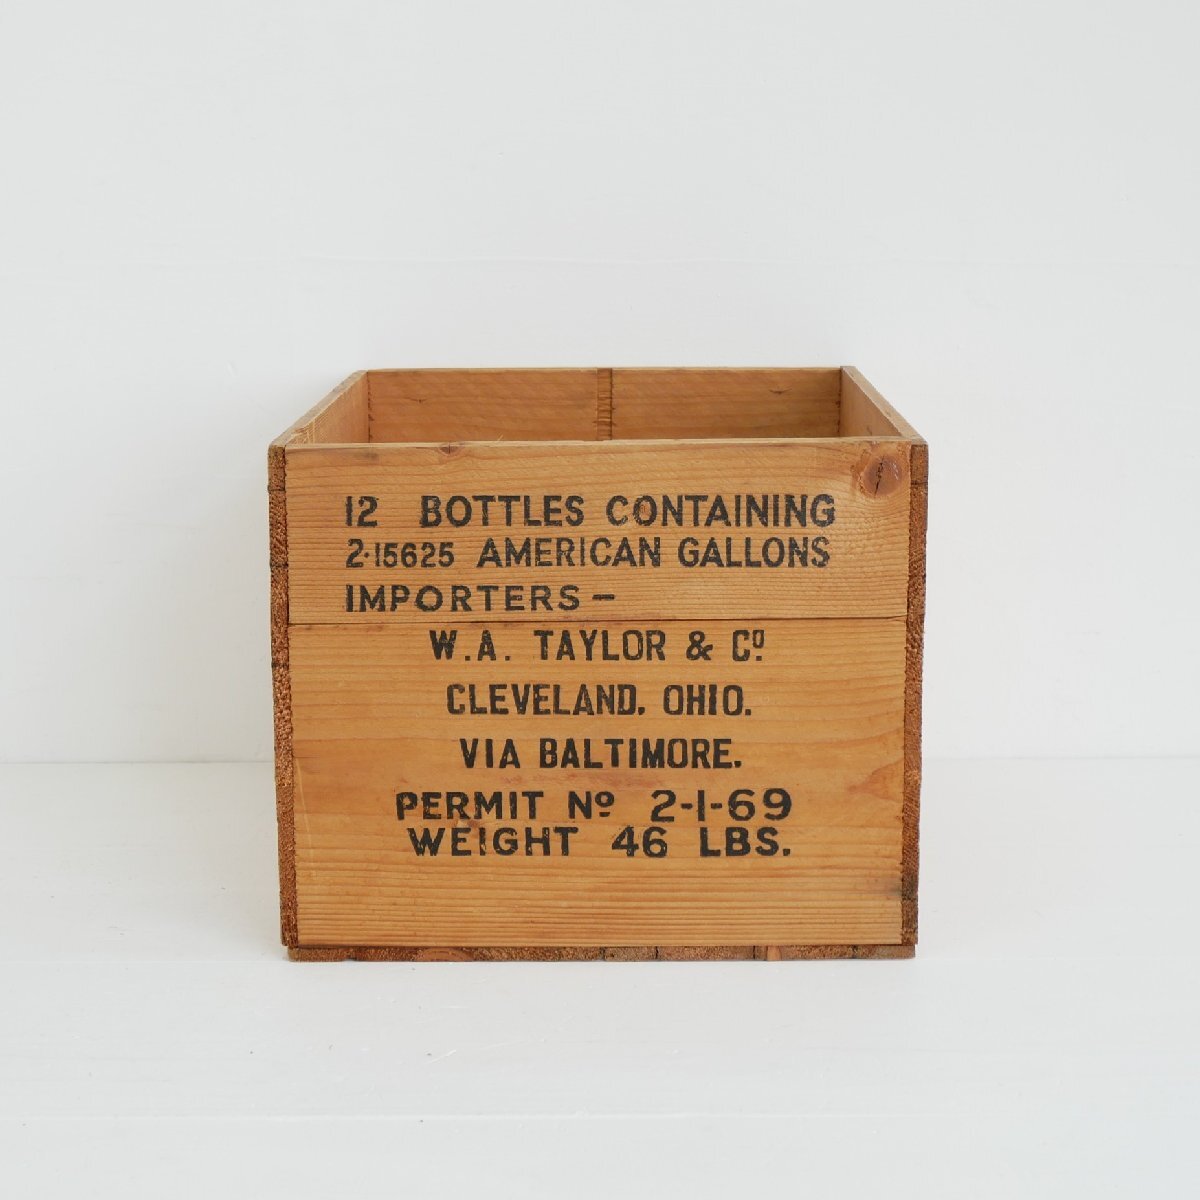 12 BOTTLES CONTAINING
2·15625 AMERICAN GALLONS
IMPORTERS –
W.A. TAYLOR & Cº.
CLEVELAND, OHIO.
VIA BALTIMORE.
PERMIT Nº 2-1-69
WEIGHT 46 LBS.